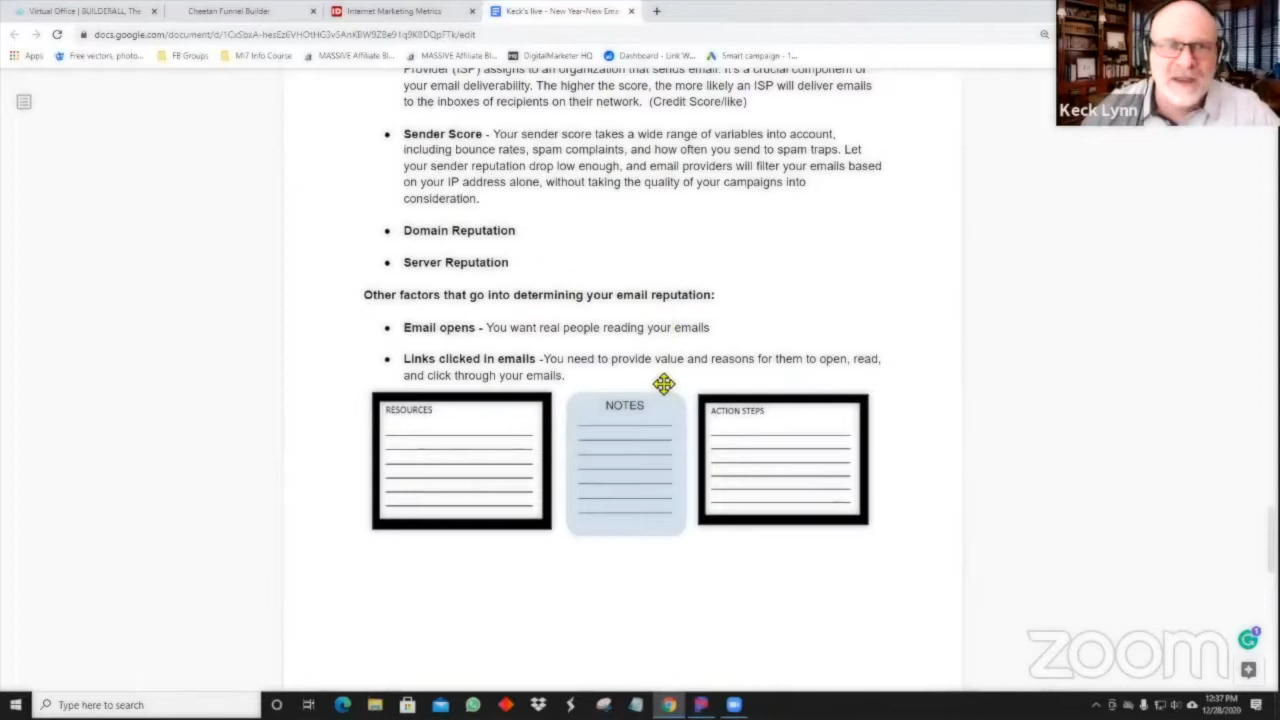 Virtual Office | BUILDERALL, The
Cheetah Funnel Builder
Internet Marketing Metrics
Keck's live - New Year-New Ema
Apps
Free vectors, photo...
FB Groups
MI7 Info Course
MASSIVE Affiliate Bl...
MASSIVE Affiliate Bl...
DigitalMarketer HQ
Dashboard - Link W...
Smart campaign - 1...
Keck Lynn
Provider (ISP) assigns to an organization that sends email. It's a crucial component of
your email deliverability. The higher the score, the more likely an ISP will deliver emails
to the inboxes of recipients on their network. (Credit Score/like)
Sender Score - Your sender score takes a wide range of variables into account,
including bounce rates, spam complaints, and how often you send to spam traps. Let
your sender reputation drop low enough, and email providers will filter your emails based
on your IP address alone, without taking the quality of your campaigns into
consideration.
Domain Reputation
Server Reputation
Other factors that go into determining your email reputation:
Email opens - You want real people reading your emails
Links clicked in emails -You need to provide value and reasons for them to open, read,
and click through your emails.
RESOURCES
NOTES
ACTION STEPS
zoom
Type here to search
12:37 PM
12/28/2020